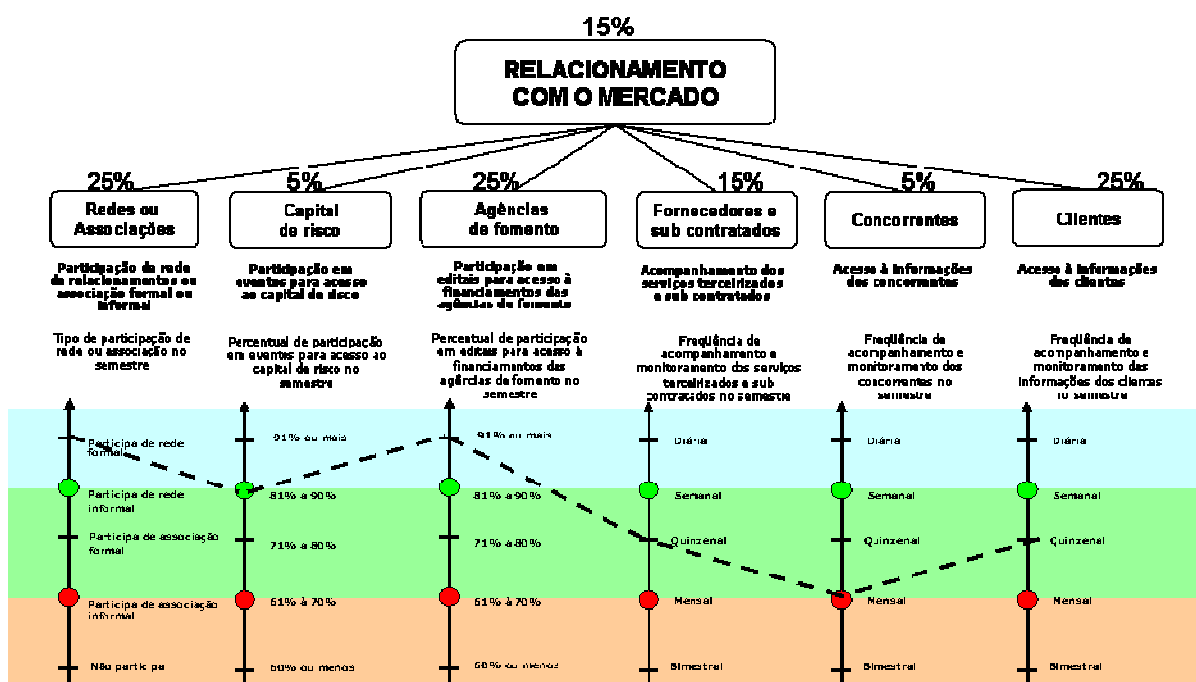 15%
RELACIONAMENTO
COM O MERCADO
25%
Redes ou
Associações
Participação de rede
de relacionamentos ou
associação formal ou
informal
Tipo de participação de
rede ou associação no
semestre
Participa de rede
formal
Participa de rede
informal
Participa de associação
formal
Participa de associação
informal
Não participa
5%
Capital
de risco
Participação em
eventos para acesso
ao capital de risco
Percentual de participação
em eventos para acesso ao
capital de risco no
semestre
91% ou mais
81% a 90%
71% a 80%
61% à 70%
60% ou menos
25%
Agências
de fomento
Participação em
editais para acesso à
financiamentos das
agências de fomento
Percentual de participação
em editais para acesso à
financiamentos das
agências de fomento no
semestre
91% ou mais
81% a 90%
71% a 80%
61% à 70%
60% ou menos
15%
Fornecedores e
sub contratados
Acompanhamento dos
serviços terceirizados
e sub contratados
Freqüência de
acompanhamento e
monitoramento dos serviços
terceirizados e sub
contratados no semestre
Diária
Semanal
Quinzenal
Mensal
Bimestral
5%
Concorrentes
Acesso à informações
dos concorrentes
Freqüência de
acompanhamento e
monitoramento dos
concorrentes no
semestre
Diária
Semanal
Quinzenal
Mensal
Bimestral
25%
Clientes
Acesso à informações
dos clientes
Freqüência de
acompanhamento e
monitoramento das
informações dos clientes
no semestre
Diária
Semanal
Quinzenal
Mensal
Bimestral